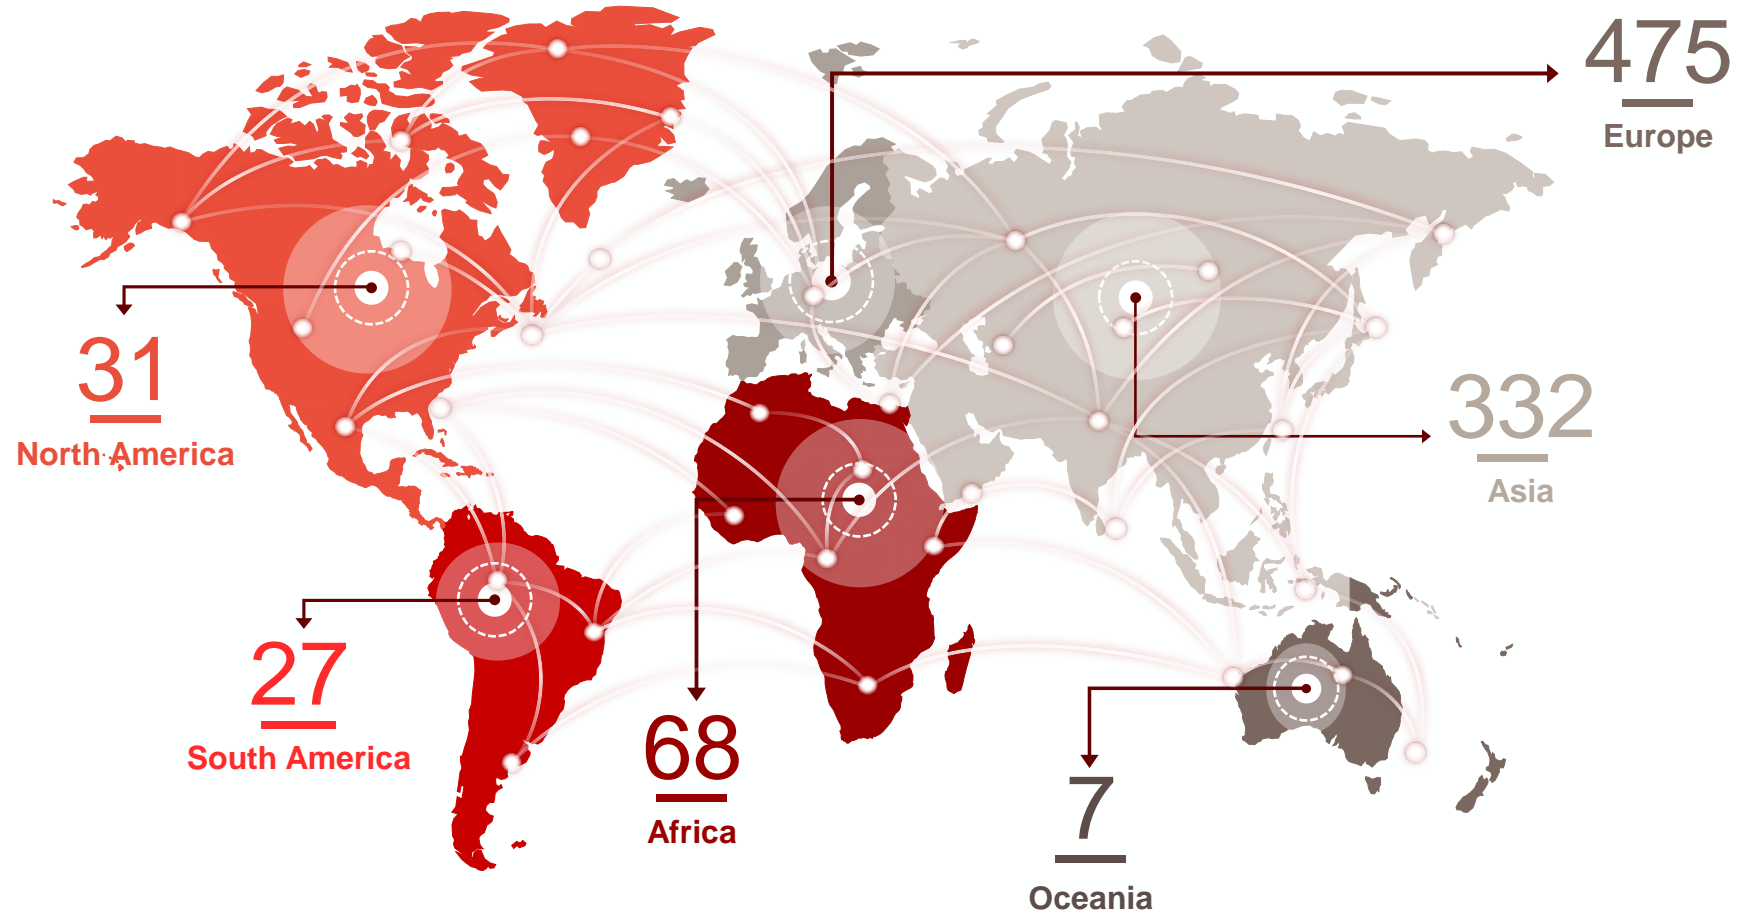 475
Europe
31
North America
332
Asia
27
South America
68
Africa
7
Oceania